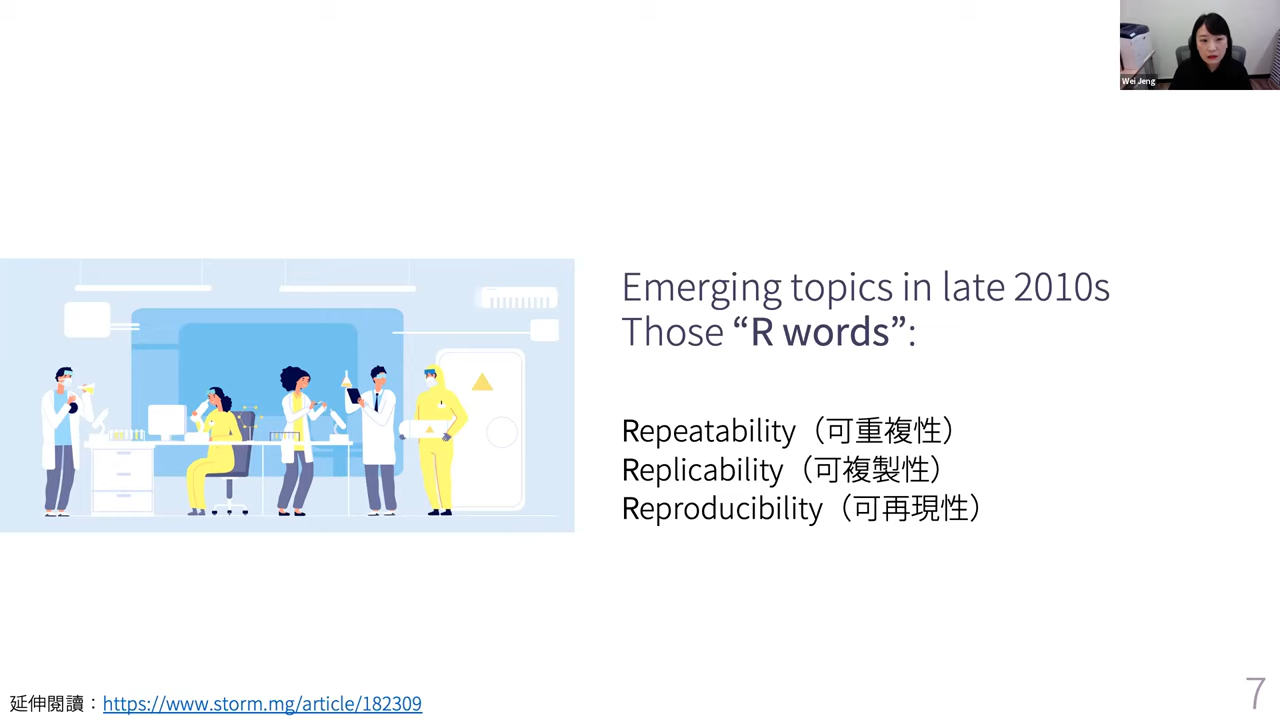 Wei Jeng
Emerging topics in late 2010s
Those “R words”:
Repeatability（可重複性）
Replicability（可複製性）
Reproducibility（可再現性）
延伸閱讀：https://www.storm.mg/article/182309
7